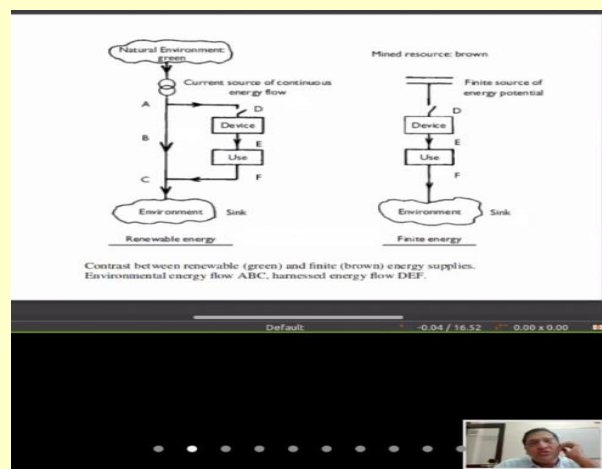 Natural Environment:
green
Mined resource: brown
Current source of continuous
energy flow
Finite source of
energy potential
A
D
D
Device
Device
B
E
E
Use
Use
C
F
F
Environment
Sink
Environment
Sink
Renewable energy
Finite energy
Contrast between renewable (green) and finite (brown) energy supplies.
Environmental energy flow ABC, harnessed energy flow DEF.
Default
-0.04 / 16.52
0.00 x 0.00